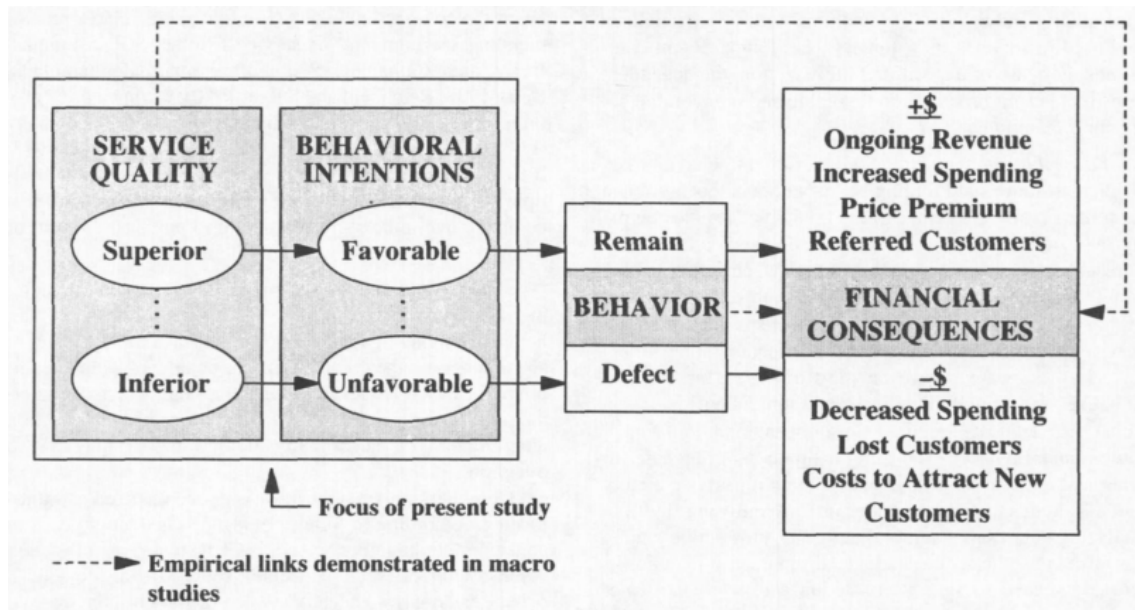 SERVICE
QUALITY
Superior
Inferior
BEHAVIORAL
INTENTIONS
Favorable
Unfavorable
Remain
BEHAVIOR
Defect
+$
Ongoing Revenue
Increased Spending
Price Premium
Referred Customers
FINANCIAL
CONSEQUENCES
−$
Decreased Spending
Lost Customers
Costs to Attract New
Customers
Focus of present study
Empirical links demonstrated in macro
studies